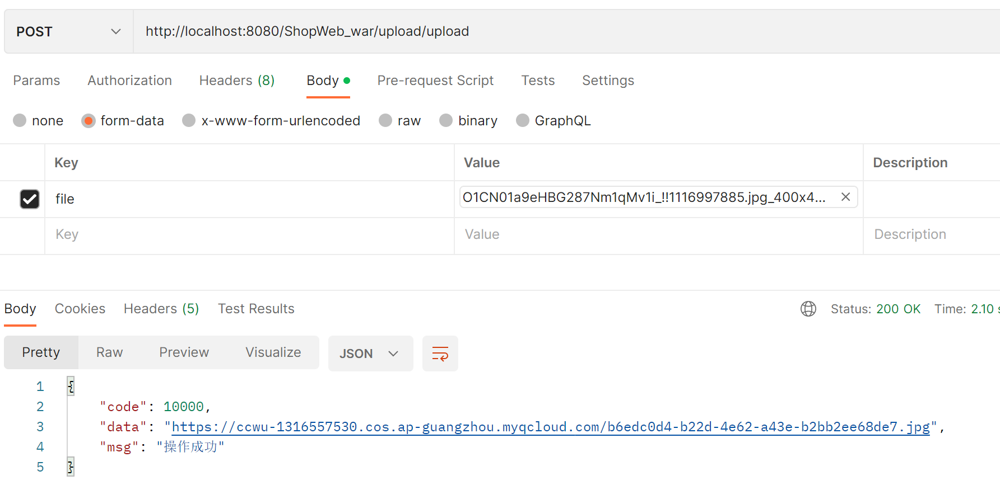 POST http://localhost:8080/ShopWeb_war/upload/upload
Params Authorization Headers (8) Body Pre-request Script Tests Settings
none form-data x-www-form-urlencoded raw binary GraphQL
Key Value Description
file O1CN01a9eHBG287Nm1qMv1i_!!1116997885.jpg_400x4...
Key Value Description
Body Cookies Headers (5) Test Results Status: 200 OK Time: 2.10 s
Pretty Raw Preview Visualize JSON
1 {
2 "code": 10000,
3 "data": "https://ccwu-1316557530.cos.ap-guangzhou.myqcloud.com/b6edc0d4-b22d-4e62-a43e-b2bb2ee68de7.jpg",
4 "msg": "操作成功"
5 }